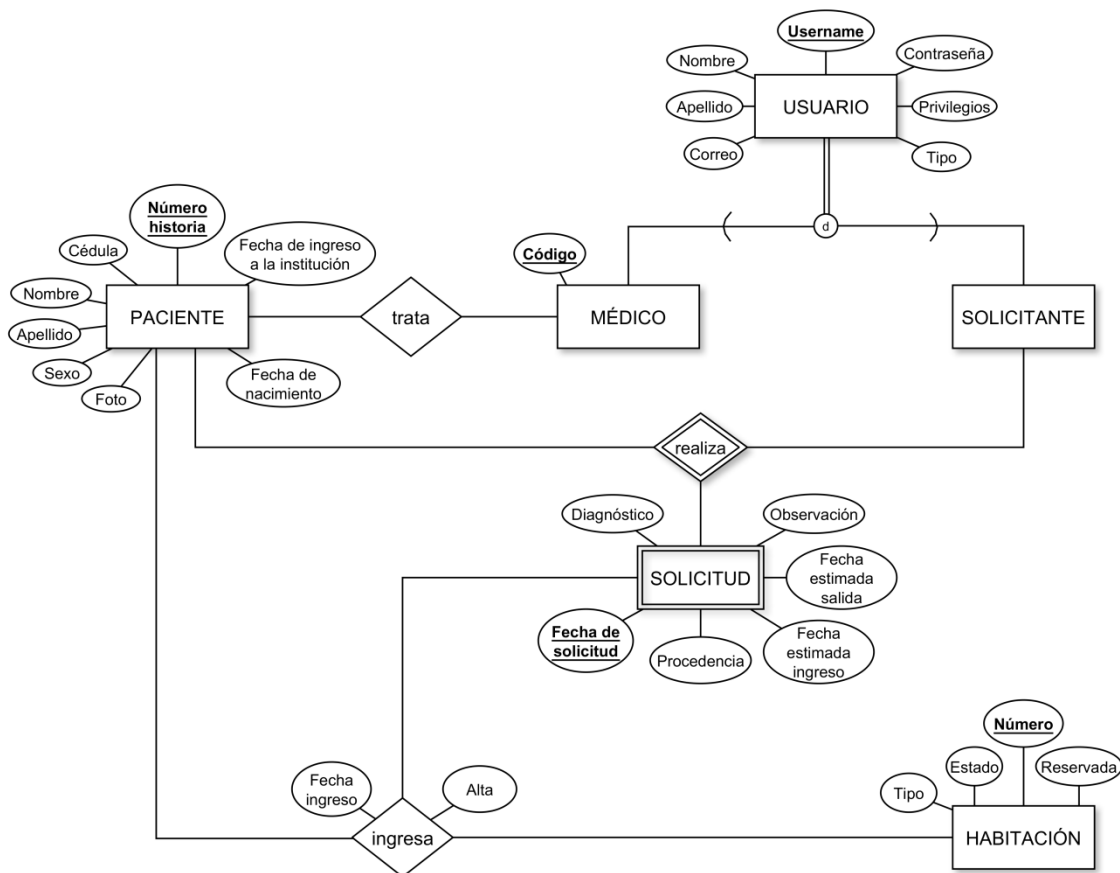 Username
Nombre
Contraseña
USUARIO
Apellido
Privilegios
Correo
Tipo
d
Número
historia
Cédula
Fecha de ingreso
a la institución
Nombre
PACIENTE
Apellido
Sexo
Foto
Fecha de
nacimiento
trata
Código
MÉDICO
SOLICITANTE
realiza
Diagnóstico
Observación
SOLICITUD
Fecha
estimada
salida
Fecha de
solicitud
Procedencia
Fecha
estimada
ingreso
Fecha
ingreso
Alta
ingresa
Número
Estado
Reservada
Tipo
HABITACIÓN